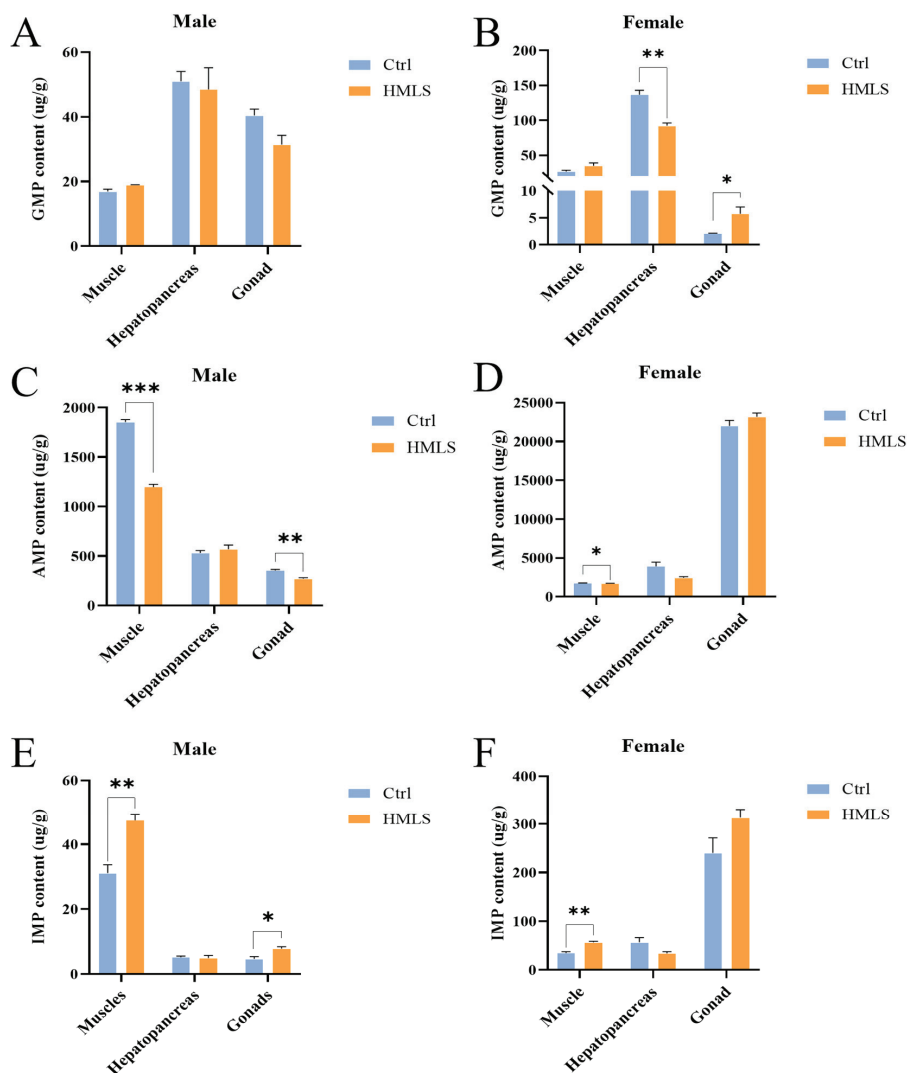 A
Male
GMP content (ug/g)
60
40
20
0
Muscle
Hepatopancreas
Gonad
Ctrl
HMLS
B
Female
GMP content (ug/g)
200
150
100
50
10
5
0
**
*
Muscle
Hepatopancreas
Gonad
Ctrl
HMLS
C
Male
AMP content (ug/g)
2000
1500
1000
500
0
***
**
Muscle
Hepatopancreas
Gonad
Ctrl
HMLS
D
Female
AMP content (ug/g)
25000
20000
15000
10000
5000
0
*
Muscle
Hepatopancreas
Gonad
Ctrl
HMLS
E
Male
IMP content (ug/g)
60
40
20
0
**
*
Muscles
Hepatopancreas
Gonads
Ctrl
HMLS
F
Female
IMP content (ug/g)
400
300
200
100
0
**
Muscle
Hepatopancreas
Gonad
Ctrl
HMLS